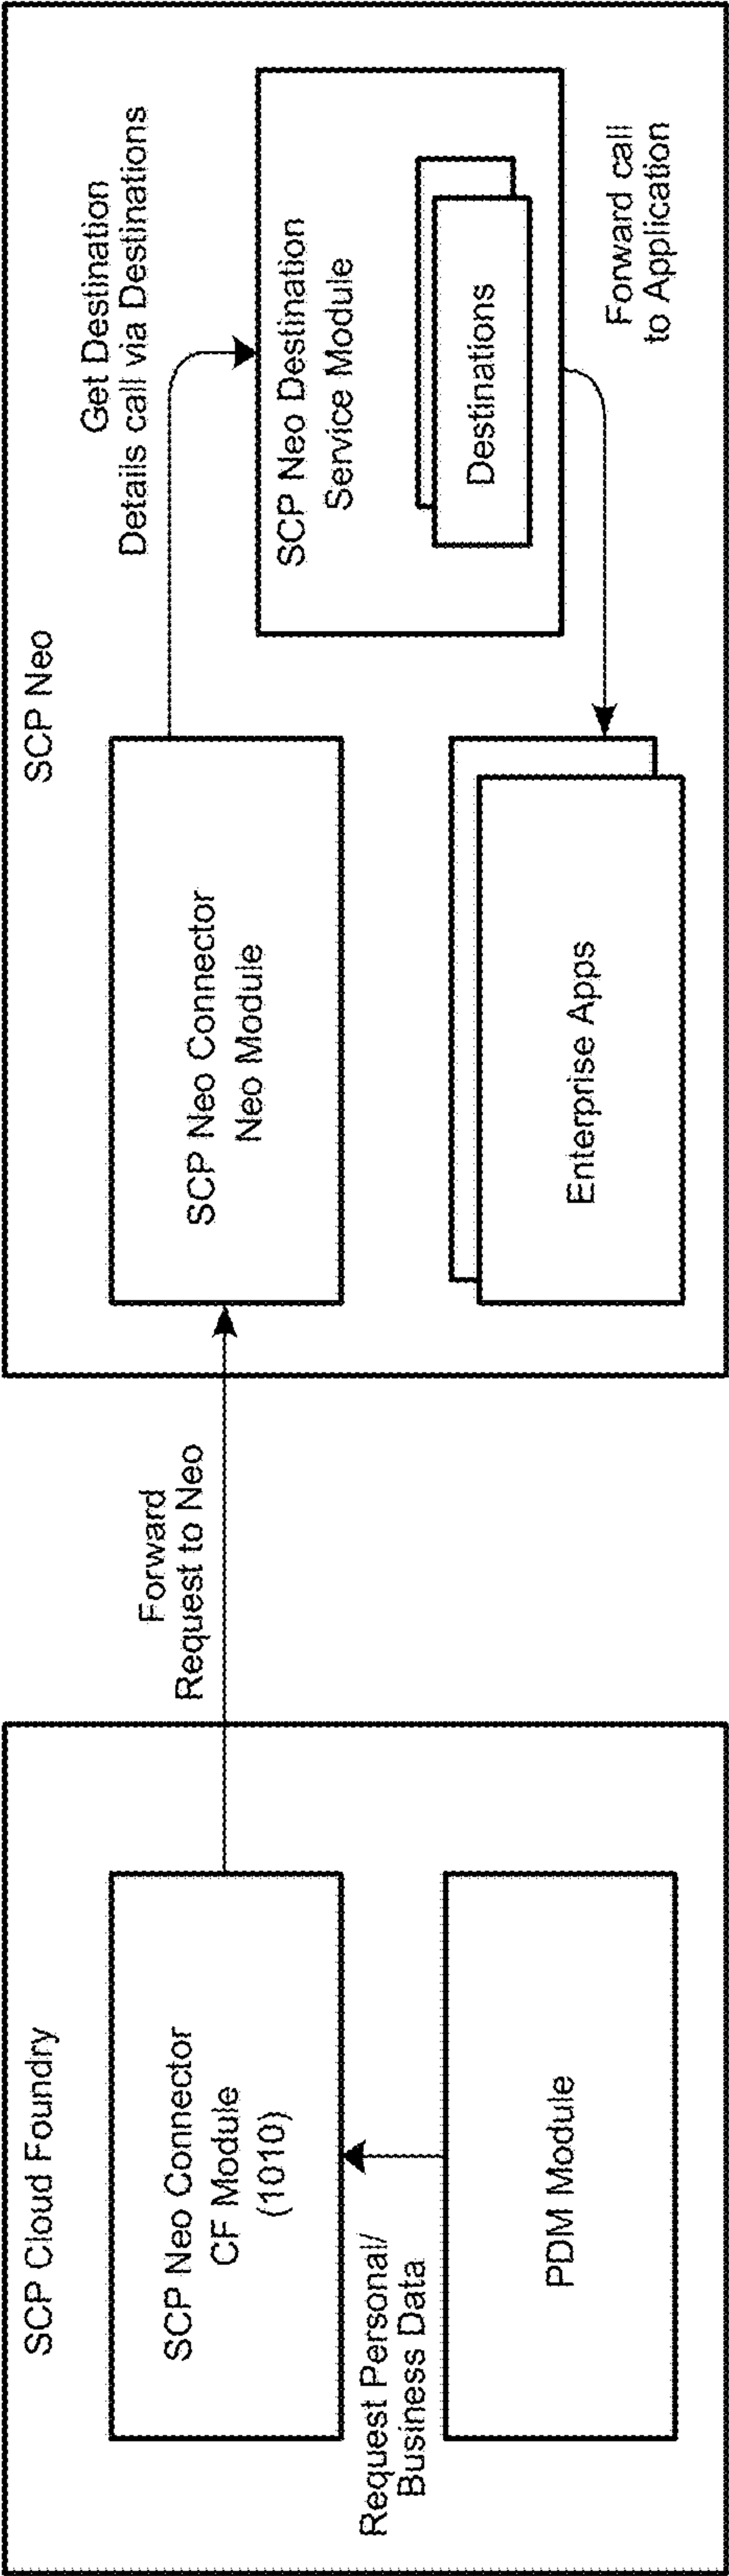 SCP Cloud Foundry
SCP Neo Connector
CF Module
(1010)
Request Personal/
Business Data
PDM Module
Forward
Request to Neo
SCP Neo
SCP Neo Connector
Neo Module
Get Destination
Details call via Destinations
SCP Neo Destination
Service Module
Destinations
Forward call
to Application
Enterprise Apps